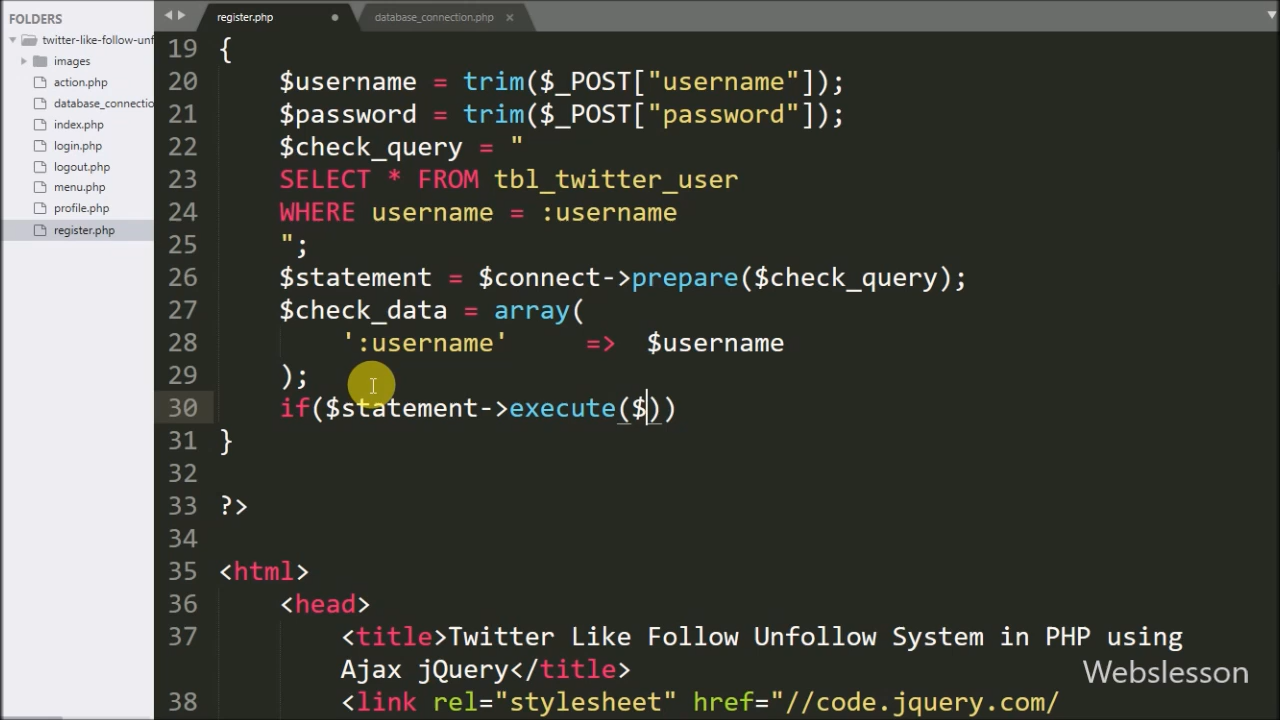 FOLDERS
twitter-like-follow-unf
images
action.php
database_connectio
index.php
login.php
logout.php
menu.php
profile.php
register.php
register.php
database_connection.php ×
19 {
20 $username = trim($_POST["username"]);
21 $password = trim($_POST["password"]);
22 $check_query = "
23 SELECT * FROM tbl_twitter_user
24 WHERE username = :username
25 ";
26 $statement = $connect->prepare($check_query);
27 $check_data = array(
28 ':username' => $username
29 );
30 if($statement->execute($))
31 }
32
33 ?>
34
35 <html>
36 <head>
37 <title>Twitter Like Follow Unfollow System in PHP using
Ajax jQuery</title>
38 <link rel="stylesheet" href="//code.jquery.com/
Webslesson